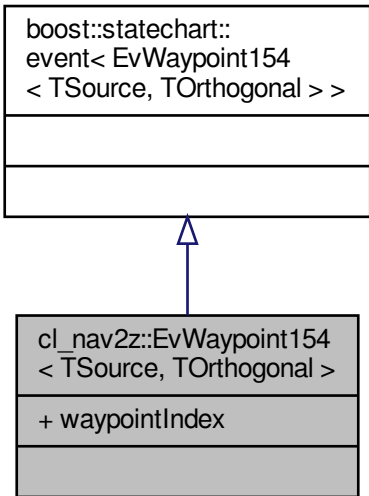 boost::statechart::
event< EvWaypoint154
< TSource, TOrthogonal > >
cl_nav2z::EvWaypoint154
< TSource, TOrthogonal >
+ waypointIndex